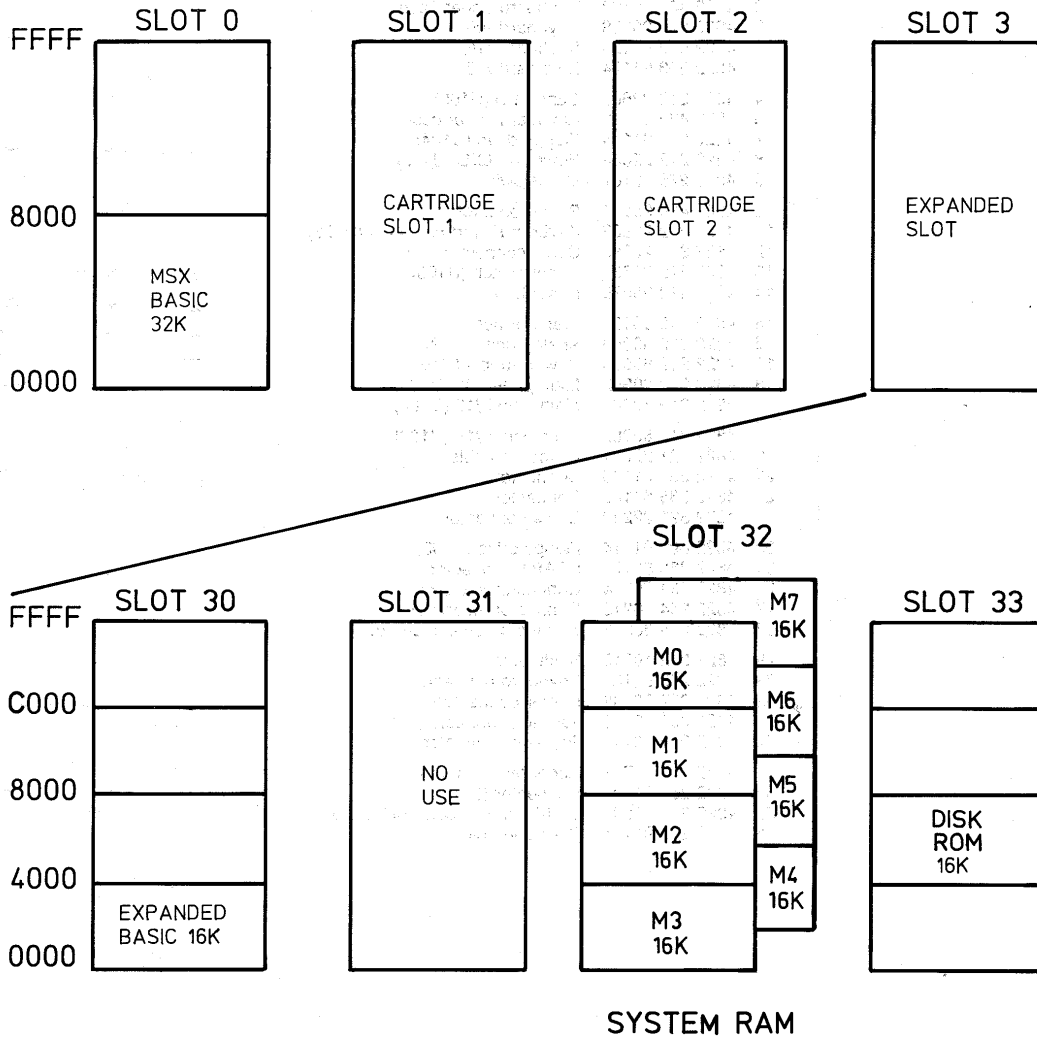 SLOT 0
SLOT 1
SLOT 2
SLOT 3
FFFF
8000
0000
MSX
BASIC
32K
CARTRIDGE
SLOT 1
CARTRIDGE
SLOT 2
EXPANDED
SLOT
SLOT 30
SLOT 31
SLOT 32
SLOT 33
FFFF
C000
8000
4000
0000
EXPANDED
BASIC 16K
NO
USE
M0
16K
M1
16K
M2
16K
M3
16K
M7
16K
M6
16K
M5
16K
M4
16K
DISK
ROM
16K
SYSTEM RAM